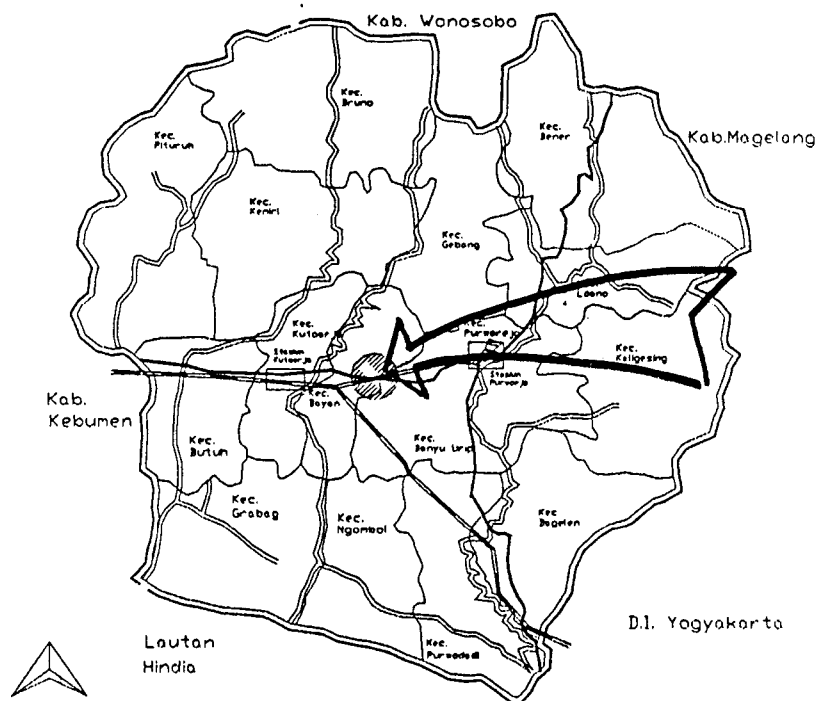 Kab. Wonosobo
Kec.
Bruno
Kec.
Pituruh
Kec.
Bener
Kab.Magelang
Kec.
Kemiri
Kec.
Gebang
Loano
Kec.
Kutoarjo
Kec.
Purworejo
Kec.
Kaligesing
Stasiun
Kutoarjo
Stasiun
Purworejo
Kec.
Bayan
Kab.
Kebumen
Kec.
Butuh
Kec.
Banyu Urip
Kec.
Grabag
Kec.
Ngombol
Kec
Bagelen
D.I. Yogyakarta
Lautan
Hindia
Kec.
Purwodadi